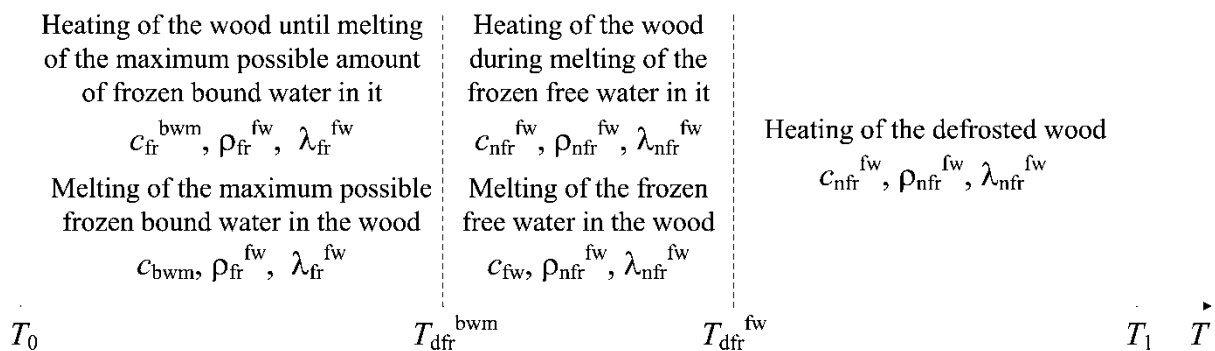 Heating of the wood until melting
of the maximum possible amount
of frozen bound water in it
c_fr^bwm, ρ_fr^fw, λ_fr^fw
Melting of the maximum possible
frozen bound water in the wood
c_bwm, ρ_fr^fw, λ_fr^fw
Heating of the wood
during melting of the
frozen free water in it
c_nfr^fw, ρ_nfr^fw, λ_nfr^fw
Melting of the frozen
free water in the wood
c_fw, ρ_nfr^fw, λ_nfr^fw
Heating of the defrosted wood
c_nfr^fw, ρ_nfr^fw, λ_nfr^fw
T_0 T_dfr^bwm T_dfr^fw T_1 T